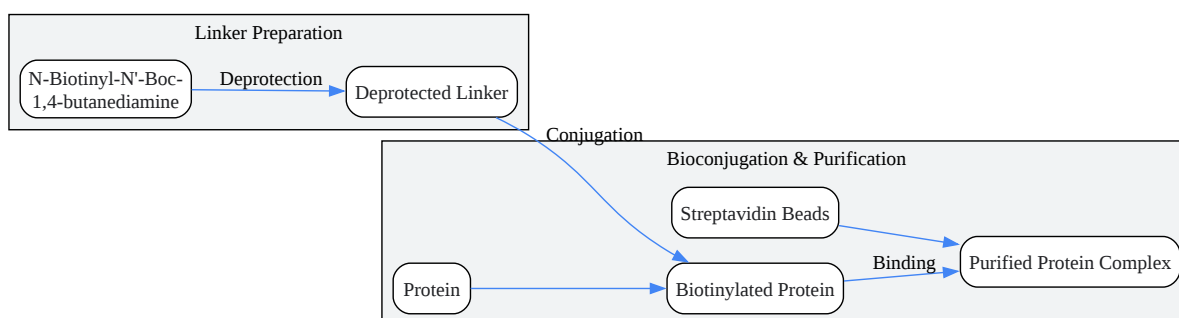 Linker Preparation
N-Biotinyl-N'-Boc-
1,4-butanediamine
Deprotection
Deprotected Linker
Conjugation
Bioconjugation & Purification
Streptavidin Beads
Protein
Biotinylated Protein
Binding
Purified Protein Complex